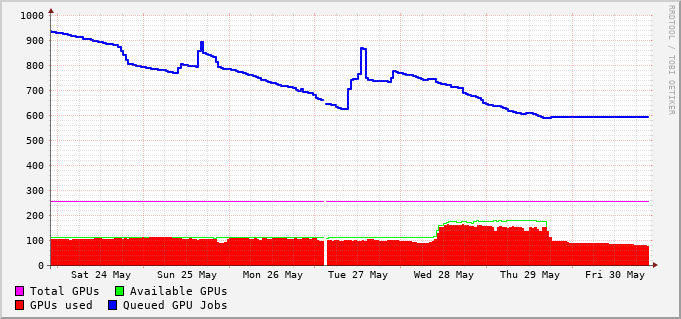 1000
900
800
700
600
500
400
300
200
100
0
Sat 24 May Sun 25 May Mon 26 May Tue 27 May Wed 28 May Thu 29 May Fri 30 May
Total GPUs Available GPUs
GPUs used Queued GPU Jobs
RRDTOOL / TOBI OETIKER